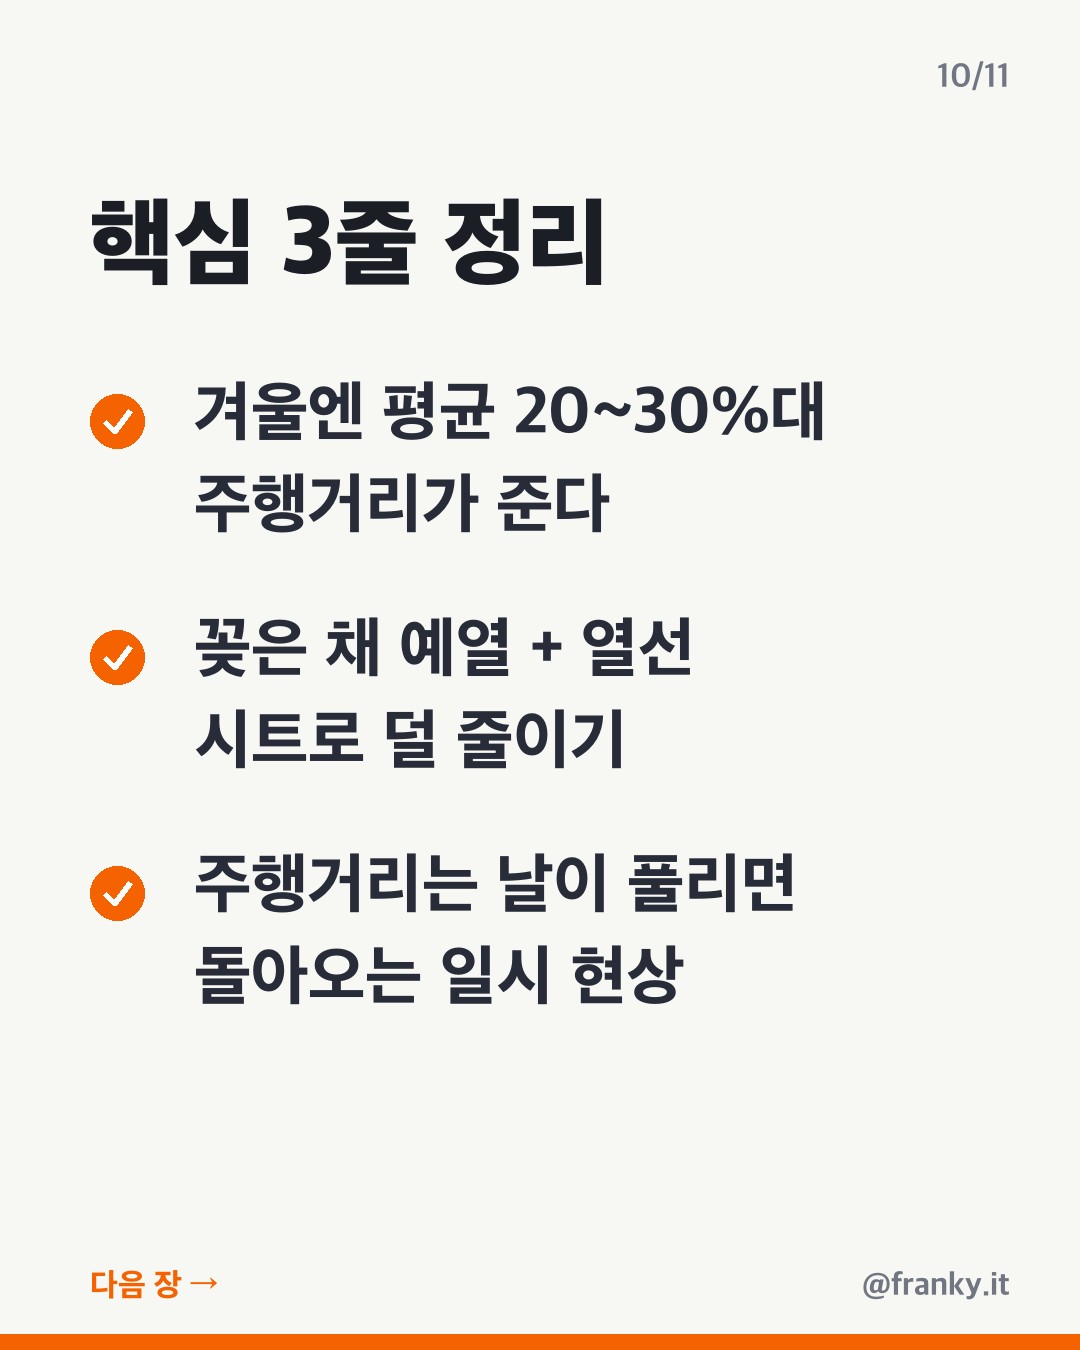 10/11
핵심 3줄 정리
겨울엔 평균 20~30%대
주행거리가 준다
꽂은 채 예열 + 열선
시트로 덜 줄이기
주행거리는 날이 풀리면
돌아오는 일시 현상
다음 장 →
@franky.it